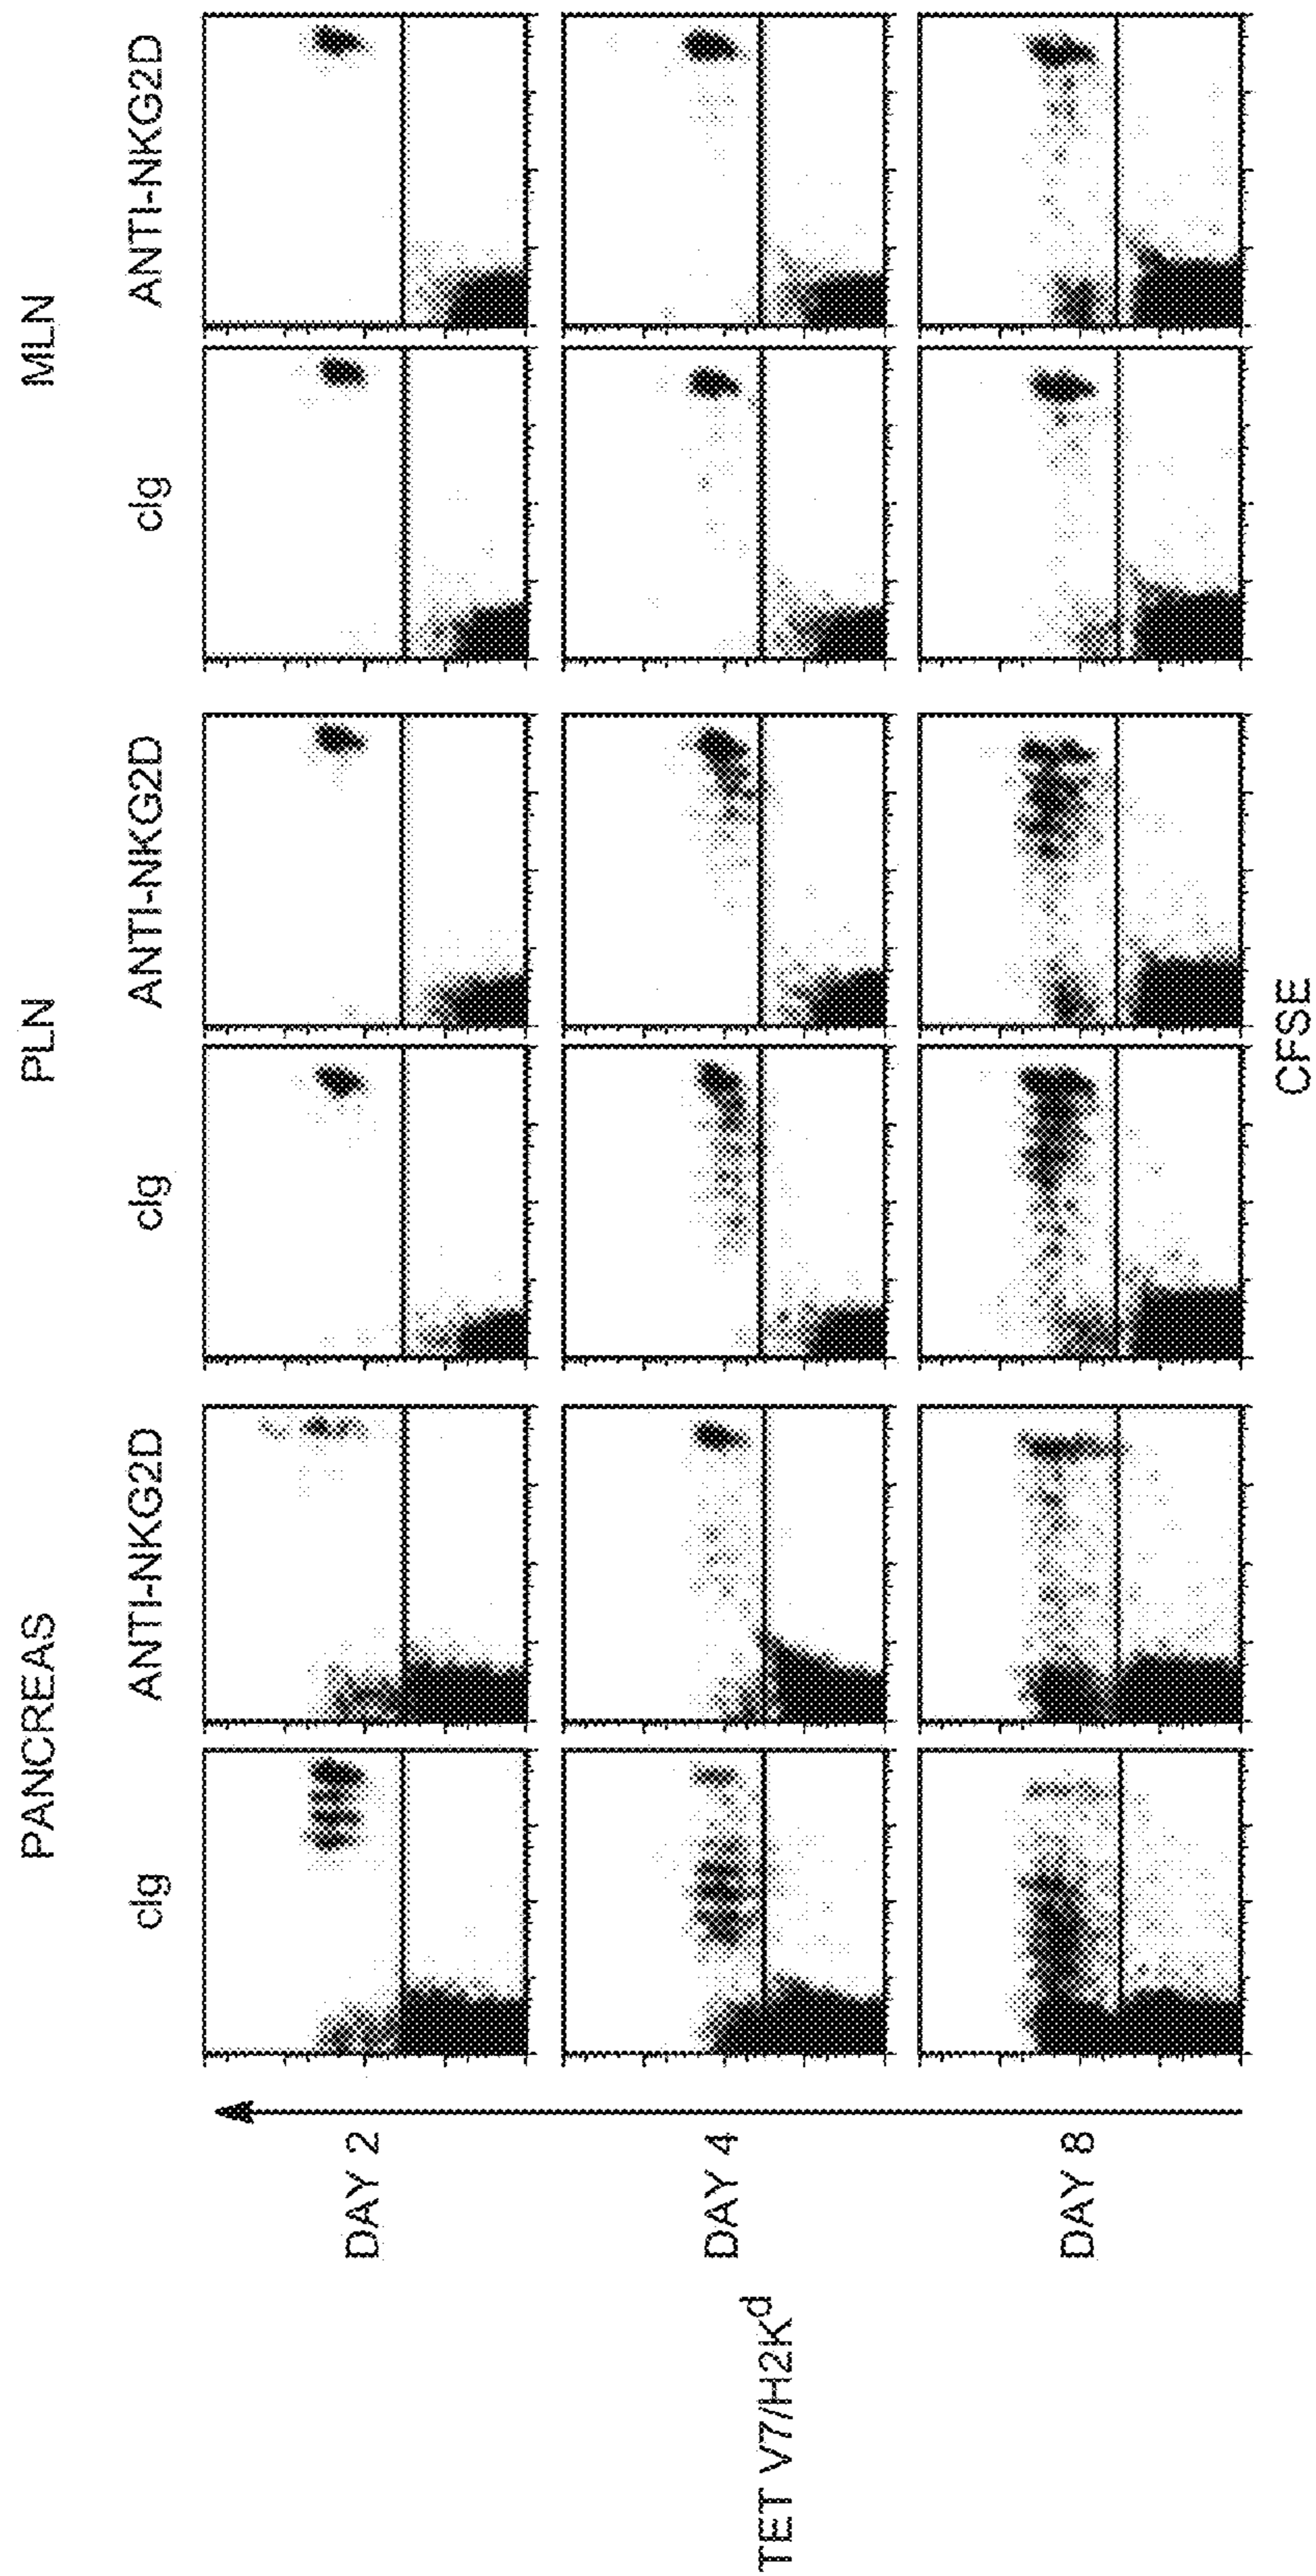 PANCREAS PLN MLN
cIg ANTI-NKG2D cIg ANTI-NKG2D cIg ANTI-NKG2D
DAY 2
DAY 4
TET V7/H2Kᵈ
DAY 8
CFSE